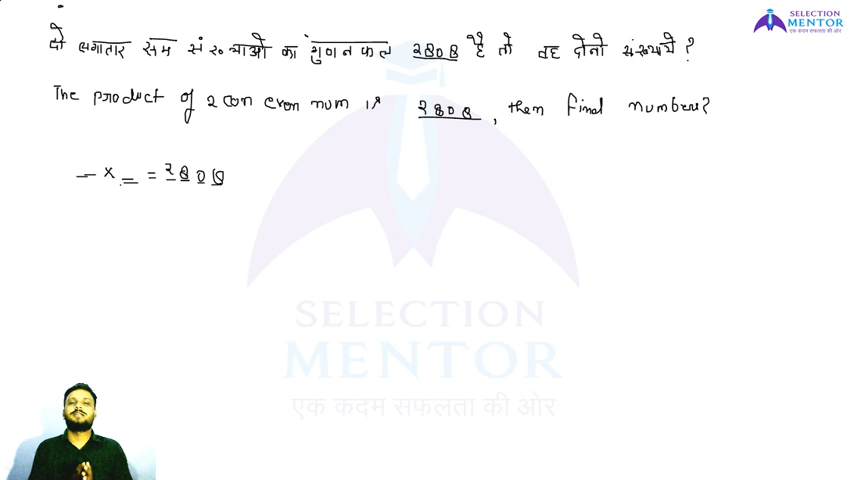 SELECTION
MENTOR
एक कदम सफलता की ओर
दो लगातार सम संख्याओ का गुणनफल 2808 है तो वह दोनो संख्याये ?
The product of 2 con even num is 2808, then final numbers?
— x — = 2808
SELECTION
MENTOR
एक कदम सफलता की ओर